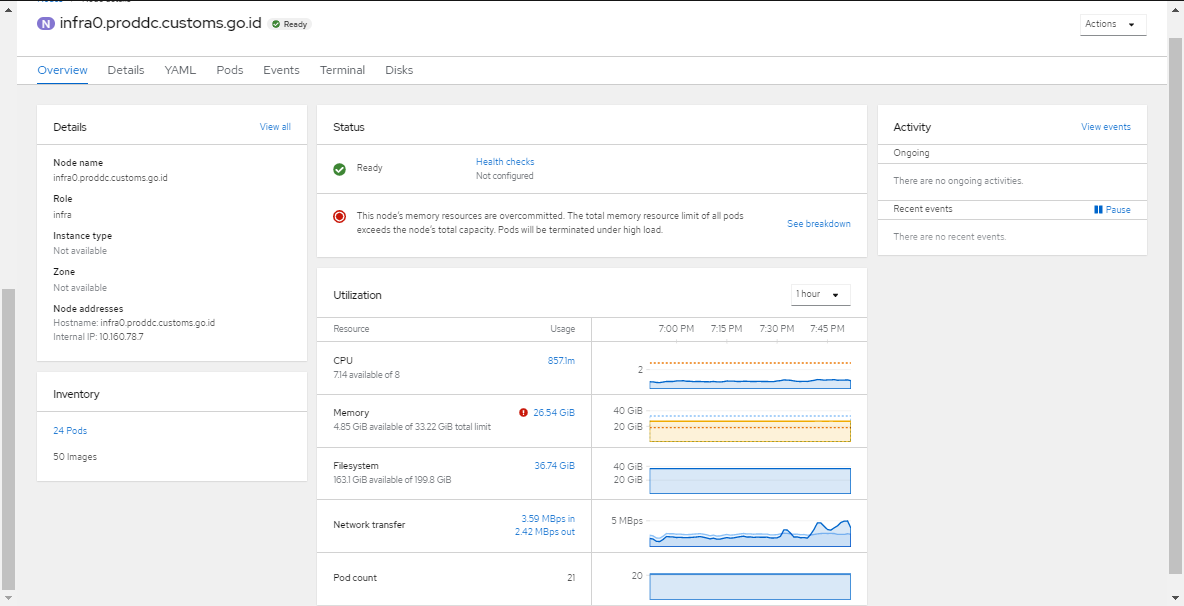 N infra0.proddc.customs.go.id Ready
Actions
Overview Details YAML Pods Events Terminal Disks
Details View all
Node name
infra0.proddc.customs.go.id
Role
infra
Instance type
Not available
Zone
Not available
Node addresses
Hostname: infra0.proddc.customs.go.id
Internal IP: 10.160.78.7
Inventory
24 Pods
50 Images
Status
Ready
Health checks
Not configured
This node's memory resources are overcommitted. The total memory resource limit of all pods
exceeds the node's total capacity. Pods will be terminated under high load.
See breakdown
Utilization 1 hour
Resource Usage 7:00 PM 7:15 PM 7:30 PM 7:45 PM
CPU 857.1m
7.14 available of 8
2
Memory 26.54 GiB
4.85 GiB available of 33.22 GiB total limit
40 GiB
20 GiB
Filesystem 36.74 GiB
163.1 GiB available of 199.8 GiB
40 GiB
20 GiB
Network transfer
3.59 MBps in
2.42 MBps out
5 MBps
Pod count 21
20
Activity View events
Ongoing
There are no ongoing activities.
Recent events Pause
There are no recent events.